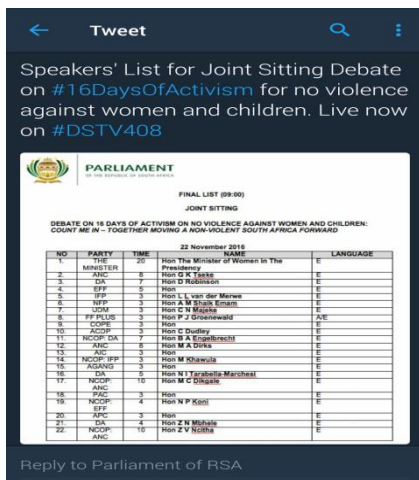 Tweet
Speakers' List for Joint Sitting Debate
on #16DaysOfActivism for no violence
against women and children. Live now
on #DSTV408
PARLIAMENT
OF THE REPUBLIC OF SOUTH AFRICA
FINAL LIST (09:00)
JOINT SITTING
DEBATE ON 16 DAYS OF ACTIVISM ON NO VIOLENCE AGAINST WOMEN AND CHILDREN:
COUNT ME IN – TOGETHER MOVING A NON-VIOLENT SOUTH AFRICA
FORWARD
22 November 2016
NO PARTY TIME NAME LANGUAGE
1. THE MINISTER 20 Hon The Minister of Women in The Presidency E
2. ANC 8 Hon G K Tseke E
3. DA 7 Hon D Robinson E
4. EFF 5 Hon E
5. IFP 3 Hon L L van der Merwe E
6. NFP 3 Hon A M Shaik Emam E
7. UDM 3 Hon C N Majeke E
8. FF PLUS 3 Hon P J Groenewald A/E
9. COPE 3 Hon E
10. ACDP 3 Hon C Dudley E
11. NCOP: DA 7 Hon B A Engelbrecht E
12. ANC 8 Hon M A Dirks E
13. AIC 3 Hon E
14. NCOP: IFP 3 Hon M Khawula E
15. AGANG 3 Hon E
16. DA 5 Hon N I Tarabella-Marchesi E
17. NCOP: ANC 10 Hon M C Dikgale E
18. PAC 3 Hon E
19. NCOP: EFF 4 Hon N P Koni E
20. APC 3 Hon E
21. DA 4 Hon Z N Mbhele E
22. NCOP: ANC 10 Hon Z V Ncitha E
Reply to Parliament of RSA